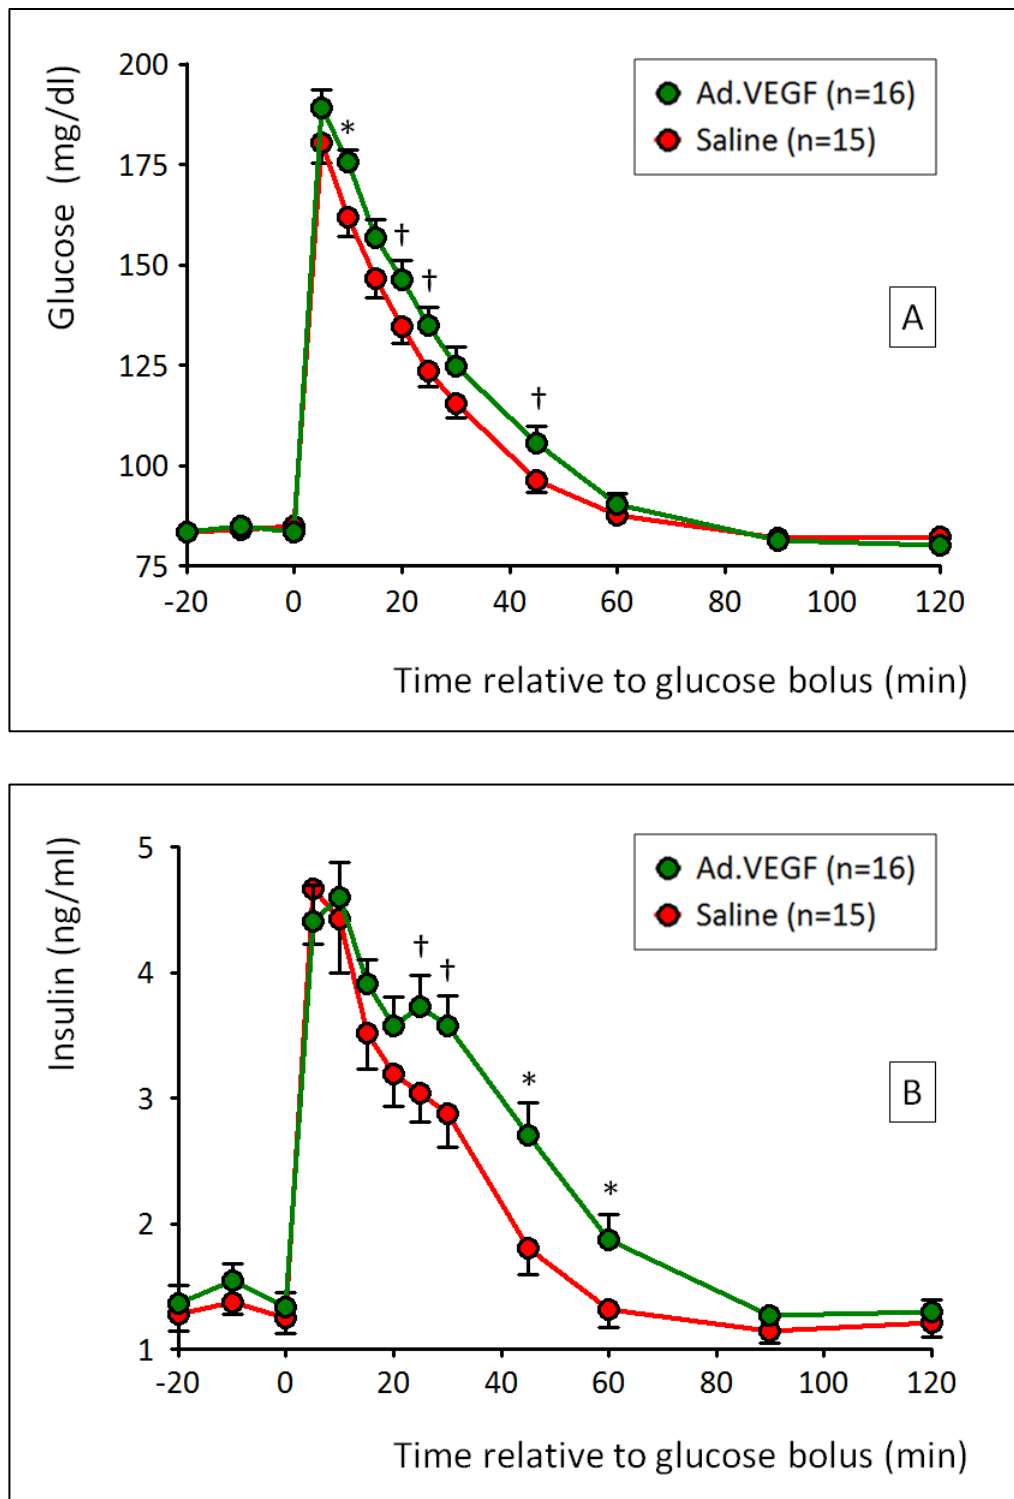 200
175
150
125
100
75
Glucose (mg/dl)
Ad.VEGF (n=16)
Saline (n=15)
*
†
†
†
A
-20 0 20 40 60 80 100 120
Time relative to glucose bolus (min)
5
4
3
2
1
Insulin (ng/ml)
Ad.VEGF (n=16)
Saline (n=15)
† †
*
*
B
-20 0 20 40 60 80 100 120
Time relative to glucose bolus (min)